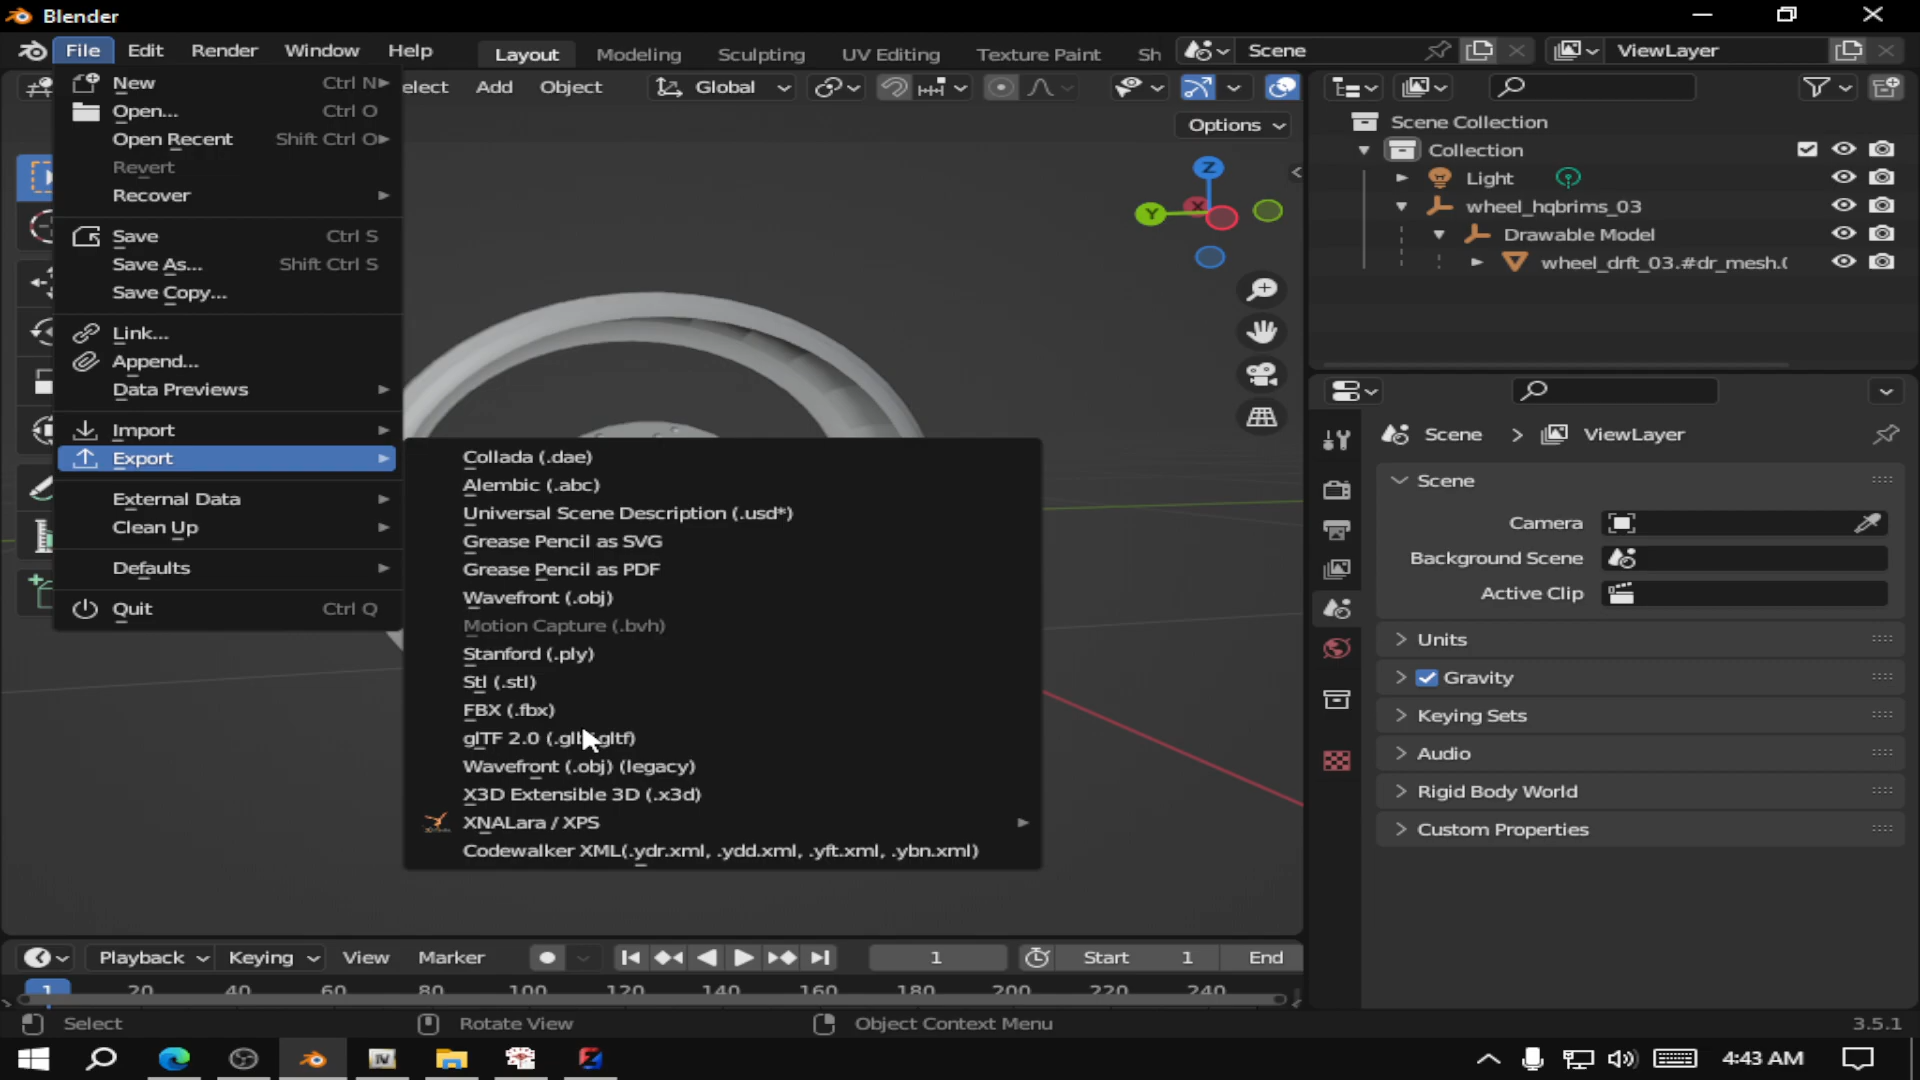 Blender
File Edit Render Window Help Layout Modeling Sculpting UV Editing Texture Paint Sh Scene ViewLayer
elect Add Object Global
Options
Z
Y
X
New Ctrl N
Open... Ctrl O
Open Recent Shift Ctrl O
Revert
Recover
Save Ctrl S
Save As... Shift Ctrl S
Save Copy...
Link...
Append...
Data Previews
Import
Export
External Data
Clean Up
Defaults
Quit Ctrl Q
Collada (.dae)
Alembic (.abc)
Universal Scene Description (.usd*)
Grease Pencil as SVG
Grease Pencil as PDF
Wavefront (.obj)
Motion Capture (.bvh)
Stanford (.ply)
Stl (.stl)
FBX (.fbx)
glTF 2.0 gltf)
Wavefront (.obj) (legacy)
X3D Extensible 3D (.x3d)
XNALara / XPS
Codewalker XML(.ydr.xml, .ydd.xml, .yft.xml, .ybn.xml)
Scene Collection
Collection
Light
wheel_hqbrims_03
Drawable Model
wheel_drft_03.#dr_mesh.(
Scene > ViewLayer
Scene
Camera
Background Scene
Active Clip
Units
Gravity
Keying Sets
Audio
Rigid Body World
Custom Properties
Playback Keying View Marker 1 Start 1 End
1 20 40 60 80 100 120 140 160 180 200 220 240
Select Rotate View Object Context Menu 3.5.1
4:43 AM